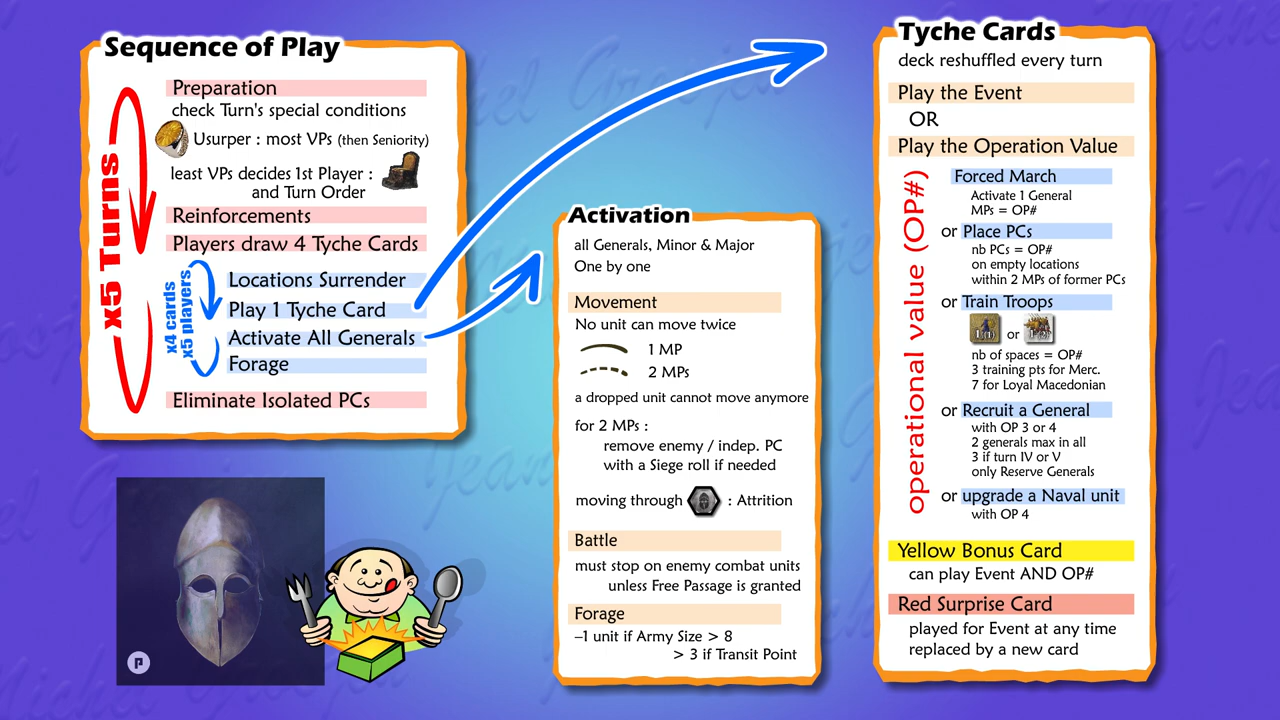 Sequence of Play
x5 Turns
Preparation
check Turn's special conditions
Usurper : most VPs (then Seniority)
least VPs decides 1st Player :
and Turn Order
Reinforcements
Players draw 4 Tyche Cards
x4 cards
x5 players
Locations Surrender
Play 1 Tyche Card
Activate All Generals
Forage
Eliminate Isolated PCs
Activation
all Generals, Minor & Major
One by one
Movement
No unit can move twice
1 MP
2 MPs
a dropped unit cannot move anymore
for 2 MPs :
remove enemy / indep. PC
with a Siege roll if needed
moving through : Attrition
Battle
must stop on enemy combat units
unless Free Passage is granted
Forage
–1 unit if Army Size > 8
> 3 if Transit Point
Tyche Cards
deck reshuffled every turn
Play the Event
OR
Play the Operation Value
operational value (OP#)
Forced March
Activate 1 General
MPs = OP#
or Place PCs
nb PCs = OP#
on empty locations
within 2 MPs of former PCs
or Train Troops
or
nb of spaces = OP#
3 training pts for Merc.
7 for Loyal Macedonian
or Recruit a General
with OP 3 or 4
2 generals max in all
3 if turn IV or V
only Reserve Generals
or upgrade a Naval unit
with OP 4
Yellow Bonus Card
can play Event AND OP#
Red Surprise Card
played for Event at any time
replaced by a new card